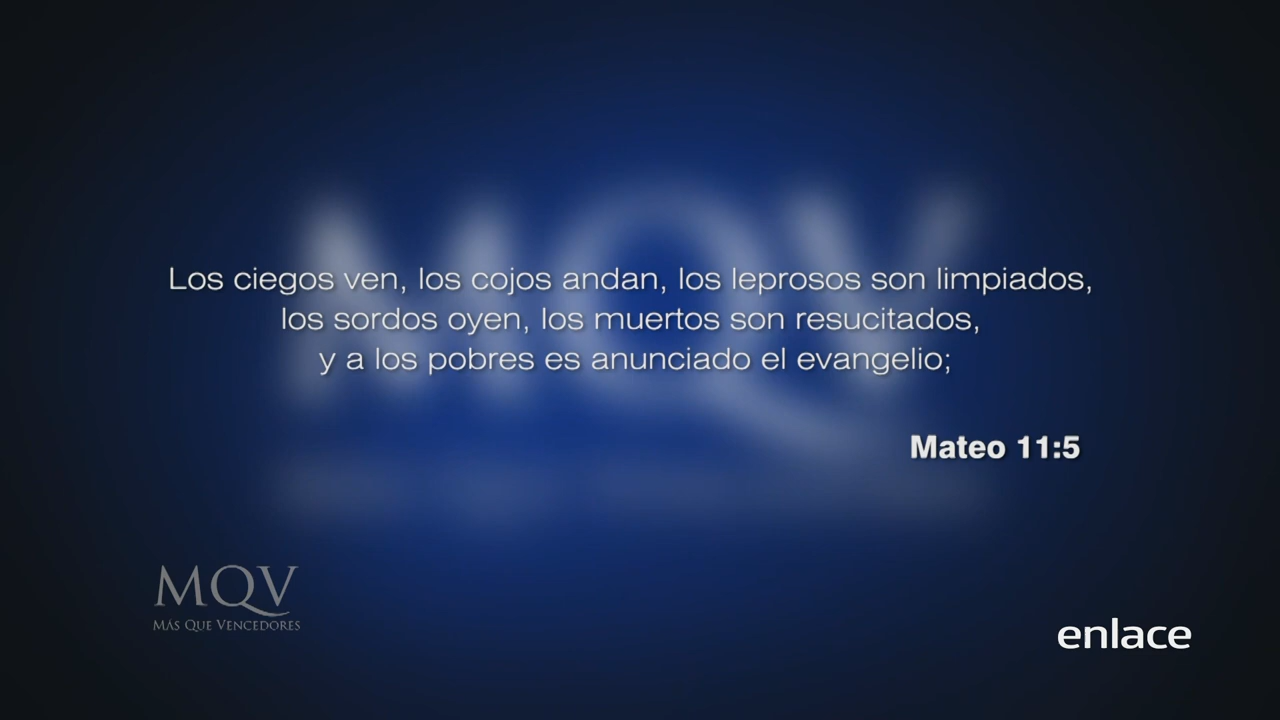 Los ciegos ven, los cojos andan, los leprosos son limpiados,
los sordos oyen, los muertos son resucitados,
y a los pobres es anunciado el evangelio;
Mateo 11:5
MQV
MÁS QUE VENCEDORES
enlace